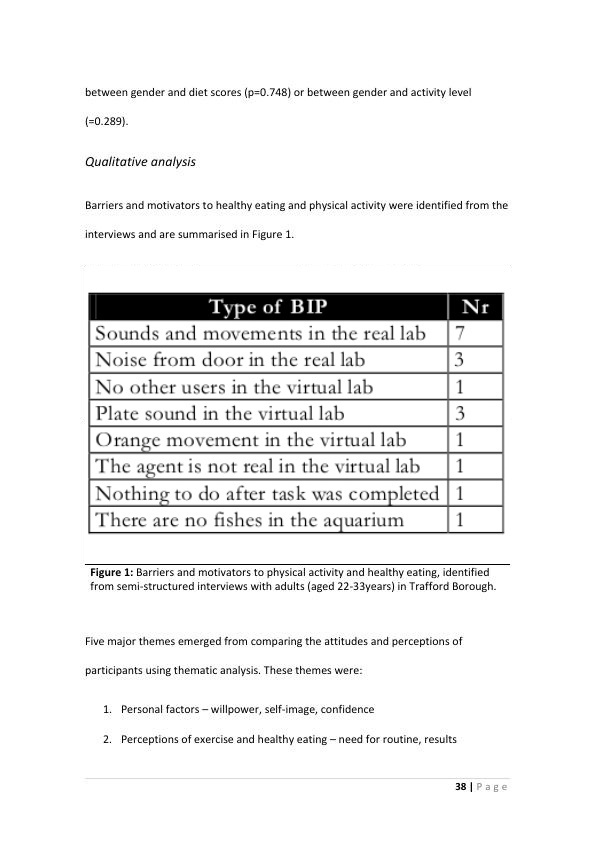 between gender and diet scores (p=0.748) or between gender and activity level
(=0.289).
Qualitative analysis
Barriers and motivators to healthy eating and physical activity were identified from the
interviews and are summarised in Figure 1.
Type of BIP Nr
Sounds and movements in the real lab 7
Noise from door in the real lab 3
No other users in the virtual lab 1
Plate sound in the virtual lab 3
Orange movement in the virtual lab 1
The agent is not real in the virtual lab 1
Nothing to do after task was completed 1
There are no fishes in the aquarium 1
Figure 1: Barriers and motivators to physical activity and healthy eating, identified
from semi-structured interviews with adults (aged 22-33years) in Trafford Borough.
Five major themes emerged from comparing the attitudes and perceptions of
participants using thematic analysis. These themes were:
1. Personal factors – willpower, self-image, confidence
2. Perceptions of exercise and healthy eating – need for routine, results
38 | P a g e